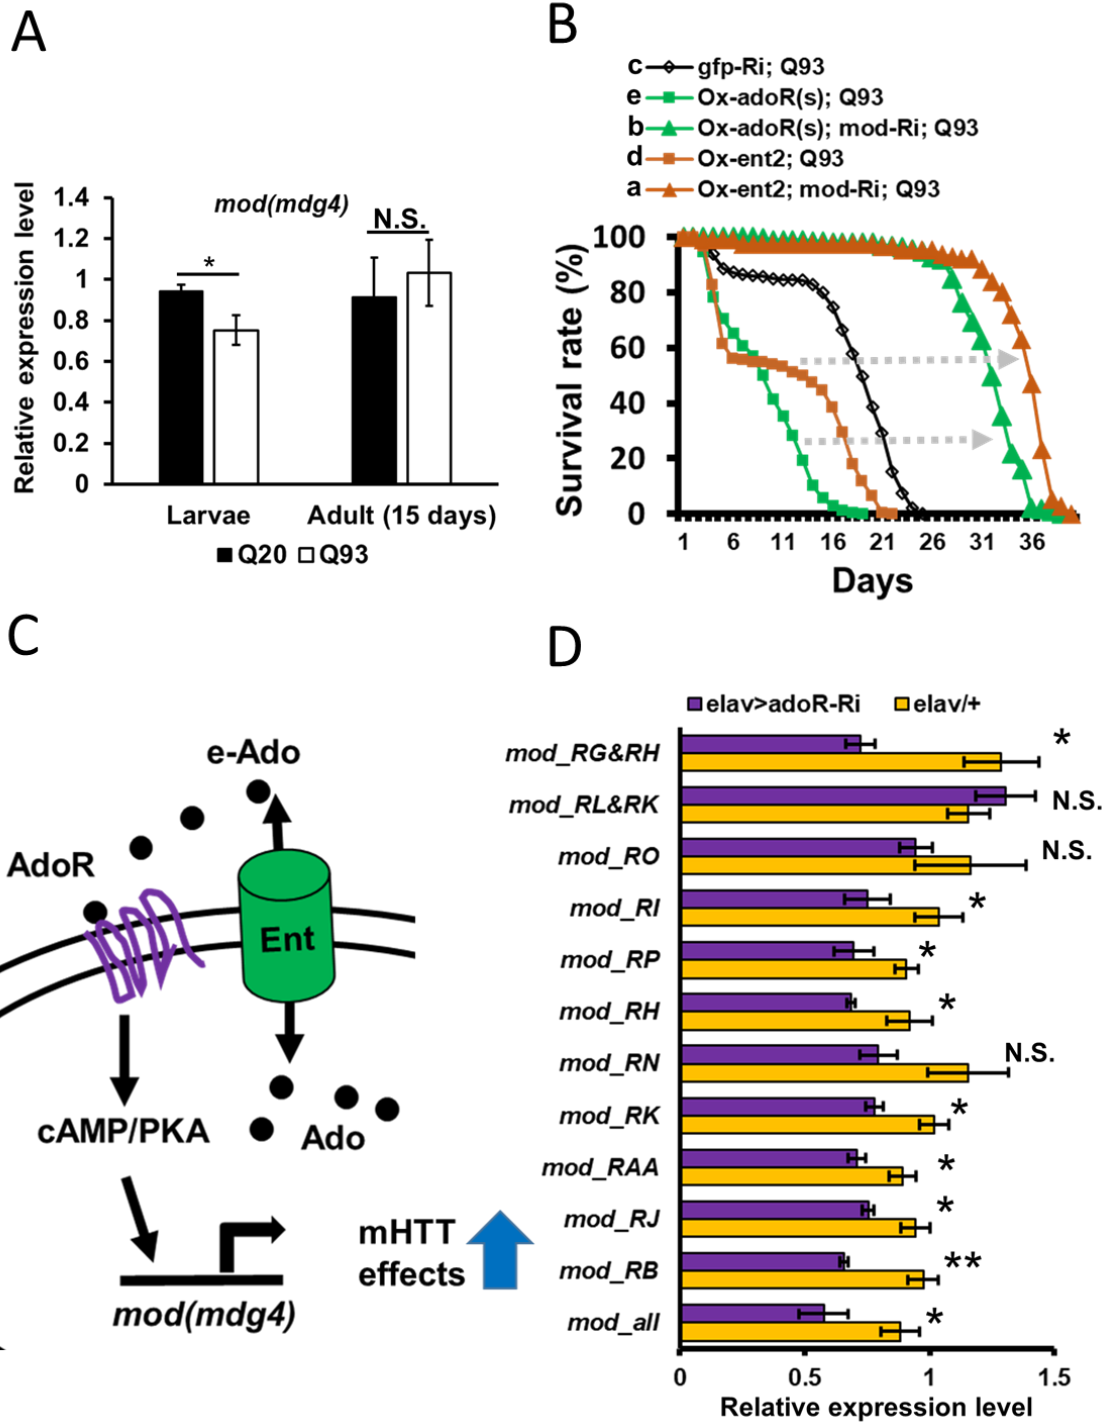 A
Relative expression level
1.4
1.2
1
0.8
0.6
0.4
0.2
0
mod(mdg4)
*
N.S.
Larvae
Adult (15 days)
Q20
Q93
B
c gfp-Ri; Q93
e Ox-adoR(s); Q93
b Ox-adoR(s); mod-Ri; Q93
d Ox-ent2; Q93
a Ox-ent2; mod-Ri; Q93
Survival rate (%)
100
80
60
40
20
0
1 6 11 16 21 26 31 36
Days
C
e-Ado
AdoR
Ent
cAMP/PKA
Ado
mHTT
effects
mod(mdg4)
D
elav>adoR-Ri
elav/+
mod_RG&RH *
mod_RL&RK N.S.
mod_RO N.S.
mod_RI *
mod_RP *
mod_RH *
mod_RN N.S.
mod_RK *
mod_RAA *
mod_RJ *
mod_RB **
mod_all *
0 0.5 1 1.5
Relative expression level